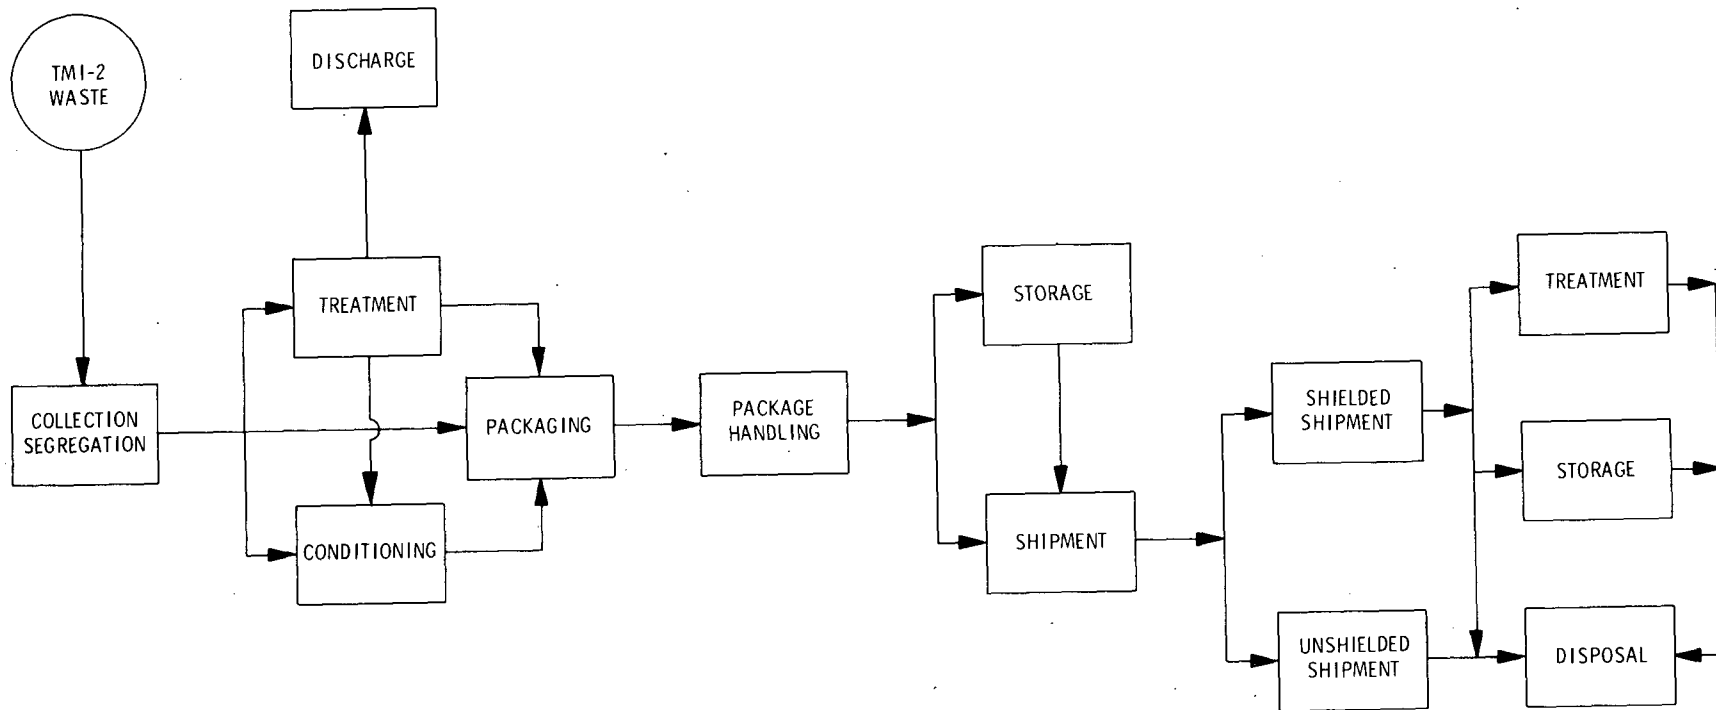 TMI-2
WASTE
DISCHARGE
COLLECTION
SEGREGATION
TREATMENT
CONDITIONING
PACKAGING
PACKAGE
HANDLING
STORAGE
SHIPMENT
SHIELDED
SHIPMENT
UNSHIELDED
SHIPMENT
TREATMENT
STORAGE
DISPOSAL